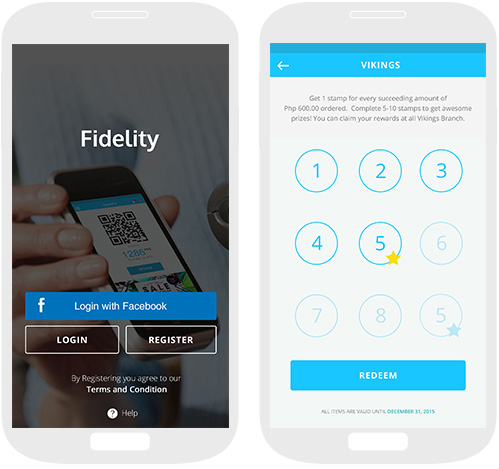 Fidelity
SALE
f Login with Facebook
LOGIN
REGISTER
By Registering you agree to our
Terms and Condition
? Help
VIKINGS
Get 1 stamp for every succeeding amount of
Php 600.00 ordered. Complete 5-10 stamps to get awesome
prizes! You can claim your rewards at all Vikings Branch.
1 2 3
4 5 6
7 8 5
REDEEM
ALL ITEMS ARE VALID UNTIL DECEMBER 31, 2015